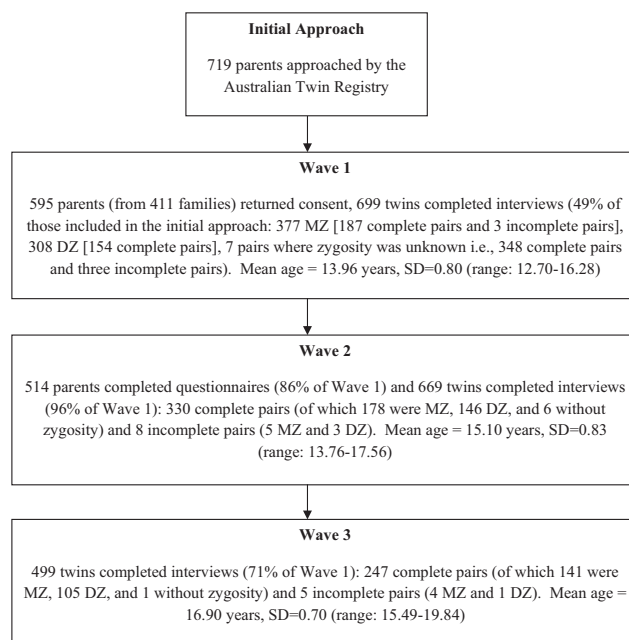 Initial Approach
719 parents approached by the
Australian Twin Registry
Wave 1
595 parents (from 411 families) returned consent, 699 twins completed interviews (49% of
those included in the initial approach: 377 MZ [187 complete pairs and 3 incomplete pairs],
308 DZ [154 complete pairs], 7 pairs where zygosity was unknown i.e., 348 complete pairs
and three incomplete pairs). Mean age = 13.96 years, SD=0.80 (range: 12.70-16.28)
Wave 2
514 parents completed questionnaires (86% of Wave 1) and 669 twins completed interviews
(96% of Wave 1): 330 complete pairs (of which 178 were MZ, 146 DZ, and 6 without
zygosity) and 8 incomplete pairs (5 MZ and 3 DZ). Mean age = 15.10 years, SD=0.83
(range: 13.76-17.56)
Wave 3
499 twins completed interviews (71% of Wave 1): 247 complete pairs (of which 141 were
MZ, 105 DZ, and 1 without zygosity) and 5 incomplete pairs (4 MZ and 1 DZ). Mean age =
16.90 years, SD=0.70 (range: 15.49-19.84)